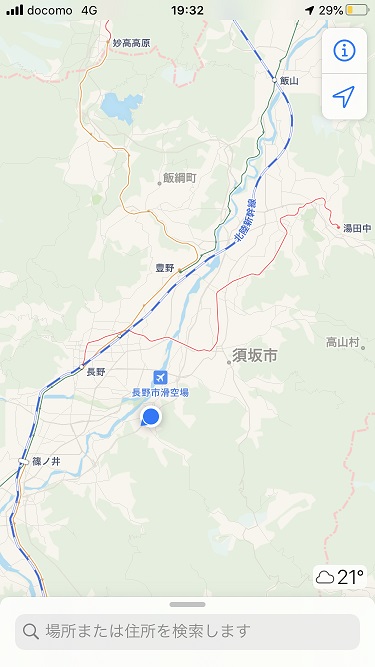 docomo 4G 19:32 29%
妙高高原
飯山
飯綱町
北陸新幹線
湯田中
豊野
高山村
須坂市
長野
長野市滑空場
篠ノ井
21°
場所または住所を検索します